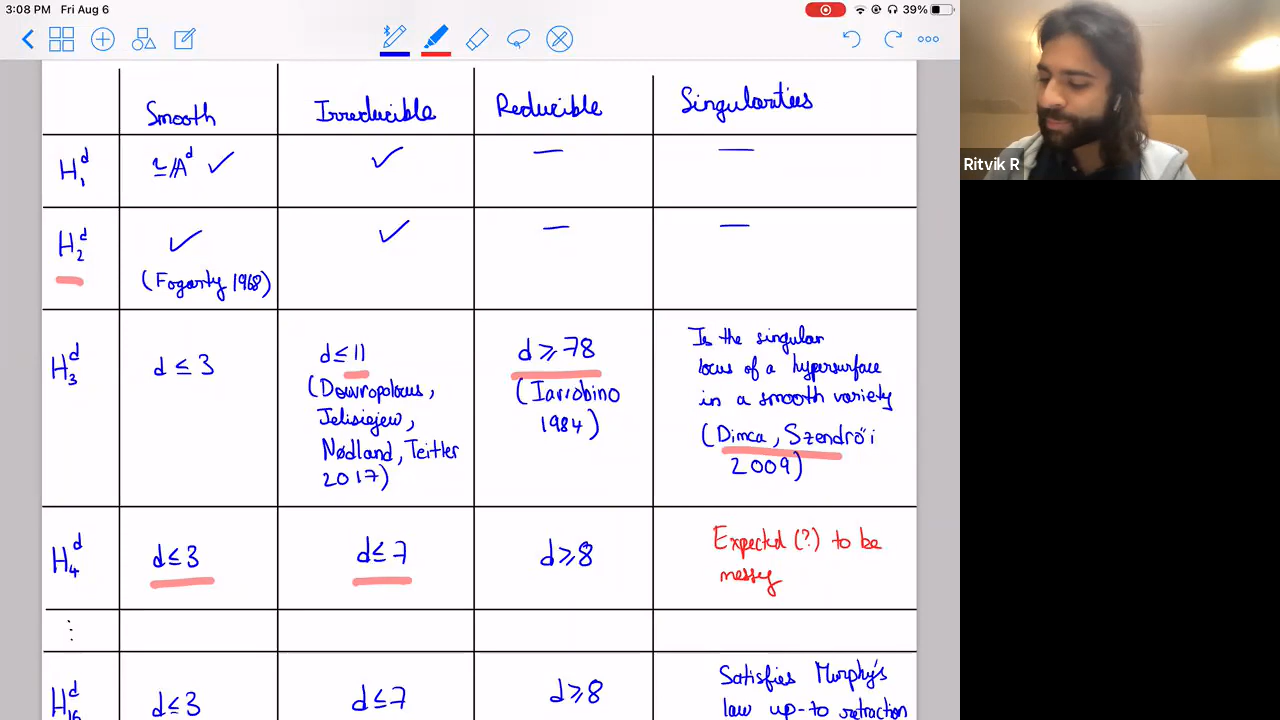 3:08 PM Fri Aug 6
39%
Ritvik R
Smooth Irreducible Reducible Singularities
H₁ᵈ ≅ 𝔸ᵈ ✓ ✓ — —
H₂ᵈ ✓ ✓ — —
(Fogarty 1968)
H₃ᵈ d ≤ 3
d ≤ 11
(Douvropolous,
Jelisiejew,
Nødland, Teitler
2017)
d ⩾ 78
(Iarrobino
1984)
Is the singular
locus of a hypersurface
in a smooth variety
(Dimca, Szendrői
2009)
H₄ᵈ d ≤ 3 d ≤ 7 d ⩾ 8
Expected (?) to be
messy
⋮
H₁₆ᵈ d ≤ 3 d ≤ 7 d ⩾ 8
Satisfies Murphy's
law up-to retraction